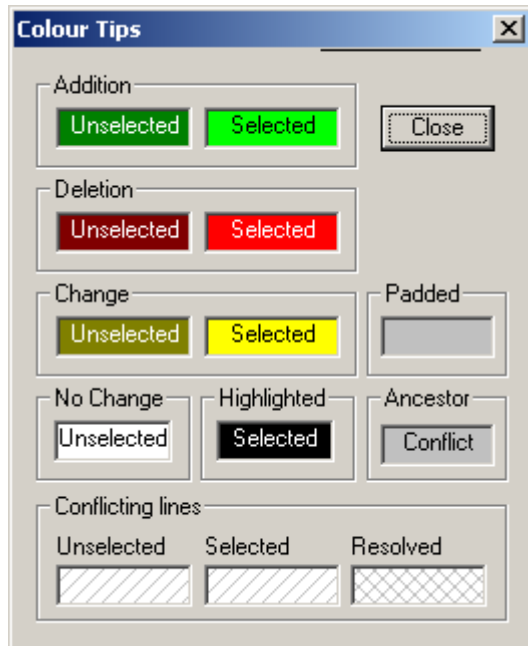 Colour Tips
Addition
Unselected Selected
Close
Deletion
Unselected Selected
Change
Unselected Selected
Padded
No Change
Unselected
Highlighted
Selected
Ancestor
Conflict
Conflicting lines
Unselected Selected Resolved